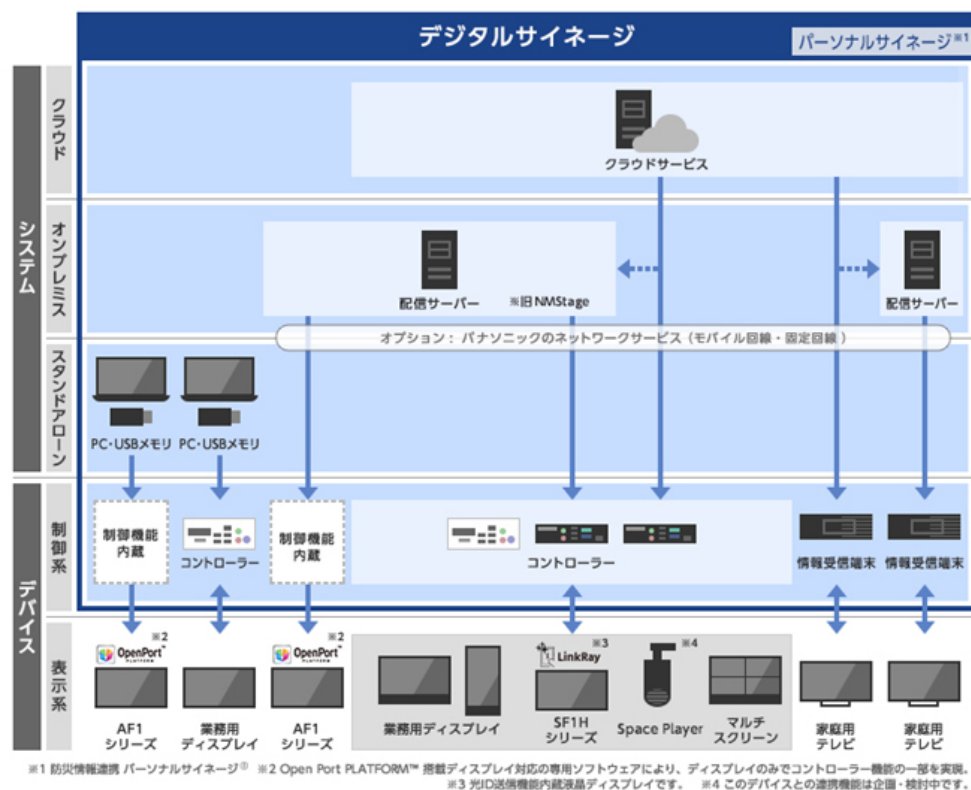 デジタルサイネージ
パーソナルサイネージ※1
システム
クラウド
クラウドサービス
オンプレミス
配信サーバー
※旧NMStage
配信サーバー
オプション： パナソニックのネットワークサービス（モバイル回線・固定回線）
スタンドアローン
PC・USBメモリ
PC・USBメモリ
デバイス
制御系
制御機能
内蔵
コントローラー
制御機能
内蔵
コントローラー
情報受信端末
情報受信端末
表示系
※2
OpenPort™
PLATFORM
AF1
シリーズ
業務用
ディスプレイ
※2
OpenPort™
PLATFORM
AF1
シリーズ
業務用ディスプレイ
※3
LinkRay™
SF1H
シリーズ
※4
Space Player
マルチ
スクリーン
家庭用
テレビ
家庭用
テレビ
※1 防災情報連携 パーソナルサイネージ® ※2 Open Port PLATFORM™ 搭載ディスプレイ対応の専用ソフトウェアにより、ディスプレイのみでコントローラー機能の一部を実現。
※3 光ID送信機能内蔵液晶ディスプレイです。 ※4 このデバイスとの連携機能は企画・検討中です。